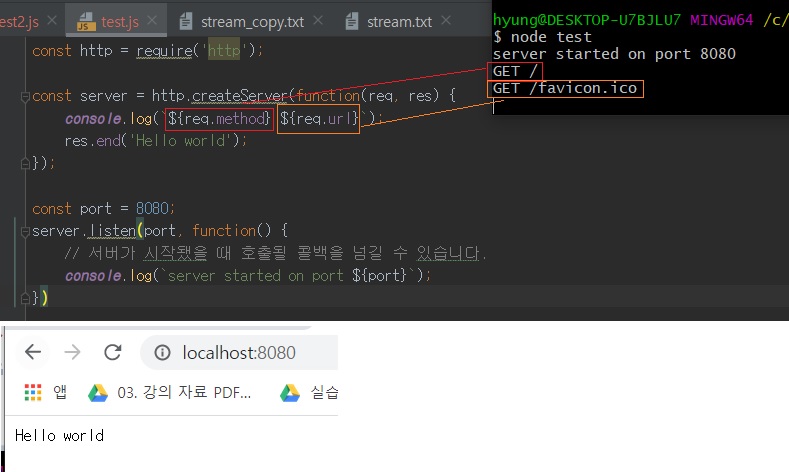 est2.js
test.js
stream_copy.txt
stream.txt
const http = require('http');
const server = http.createServer(function(req, res) {
console.log(`${req.method} ${req.url}`);
res.end('Hello world');
});
const port = 8080;
server.listen(port, function() {
// 서버가 시작됐을 때 호출될 콜백을 넘길 수 있습니다.
console.log(`server started on port ${port}`);
})
hyung@DESKTOP-U7BJLU7 MINGW64 /c/
$ node test
server started on port 8080
GET /
GET /favicon.ico
localhost:8080
앱 03. 강의 자료 PDF... 실습
Hello world